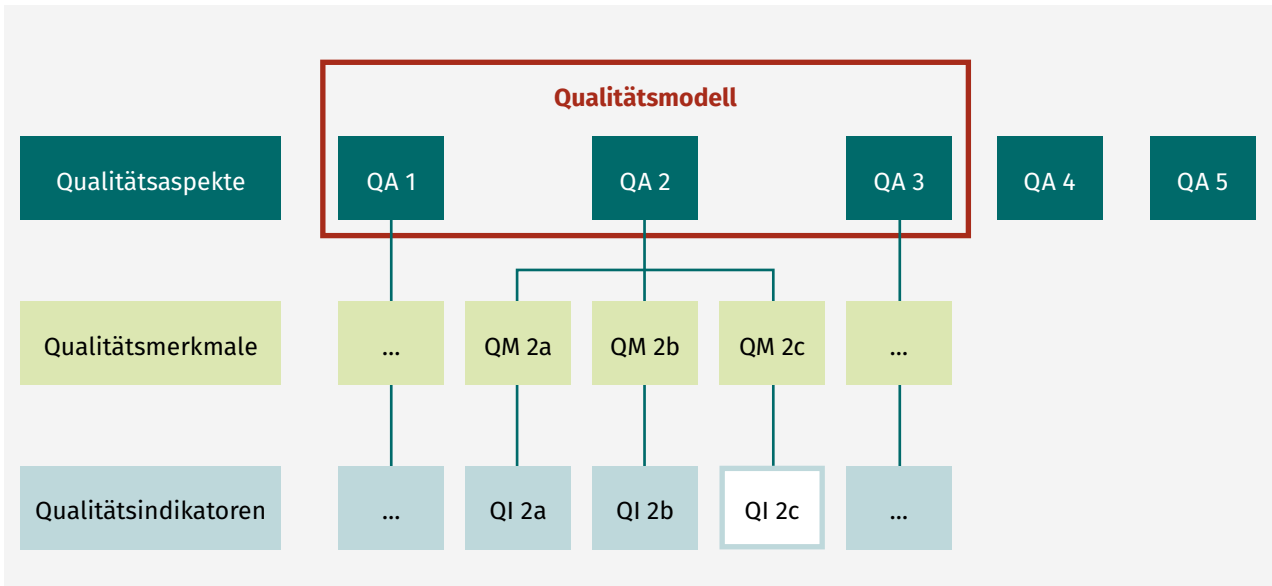 Qualitätsmodell
Qualitätsaspekte QA 1 QA 2 QA 3 QA 4 QA 5
Qualitätsmerkmale ... QM 2a QM 2b QM 2c ...
Qualitätsindikatoren ... QI 2a QI 2b QI 2c ...